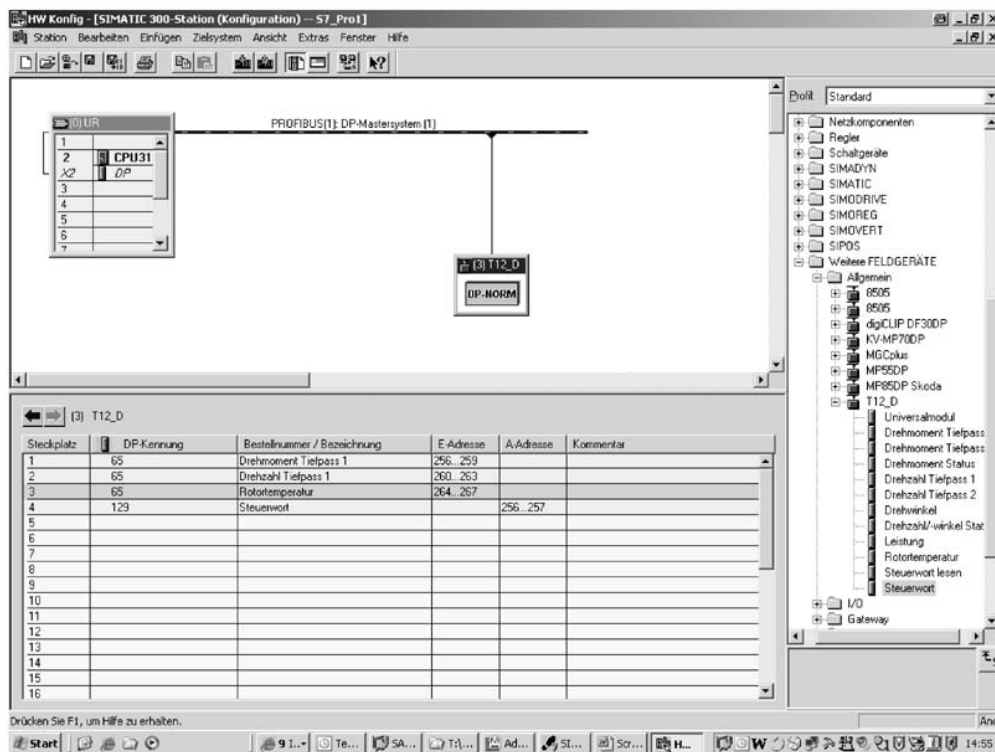 HW Konfig - [SIMATIC 300-Station (Konfiguration) -- S7_Pro1]
Station Bearbeiten Einfügen Zielsystem Ansicht Extras Fenster Hilfe
(0) UR
1
2 CPU31
X2 DP
3
4
5
6
7
PROFIBUS(1): DP-Mastersystem (1)
(3) T12_D
DP-NORM
Profil: Standard
Netzkomponenten
Regler
Schaltgeräte
SIMADYN
SIMATIC
SIMODRIVE
SIMOREG
SIMOVERT
SIPOS
Weitere FELDGERÄTE
Allgemein
8505
8505
digiCLIP DF30DP
KV-MP70DP
MGCplus
MP55DP
MP85DP Skoda
T12_D
Universalmodul
Drehmoment Tiefpass
Drehmoment Tiefpass
Drehmoment Status
Drehzahl Tiefpass 1
Drehzahl Tiefpass 2
Drehwinkel
Drehzahl/-winkel Stat
Leistung
Rotortemperatur
Steuerwort lesen
Steuerwort
I/O
Gateway
(3) T12_D
Steckplatz DP-Kennung Bestellnummer / Bezeichnung E-Adresse A-Adresse Kommentar
1 65 Drehmoment Tiefpass 1 256...259
2 65 Drehzahl Tiefpass 1 260...263
3 65 Rotortemperatur 264...267
4 129 Steuerwort 256...257
5
6
7
8
9
10
11
12
13
14
15
16
Drücken Sie F1, um Hilfe zu erhalten.
Start 9 I... Te... SA... T:\... Ad... SI... Scr... H... 14:55